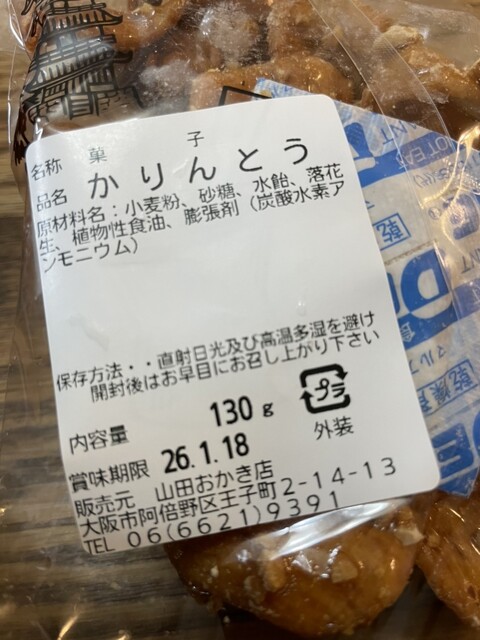 名称 菓 子
品名 かりんとう
原材料名：小麦粉、砂糖、水飴、落花
生、植物性食油、膨張剤（炭酸水素ア
ンモニウム）
保存方法・・直射日光及び高温多湿を避け
開封後はお早目にお召し上がり下さい
内容量 130g
プラ
外装
賞味期限 26.1.18
販売元 山田おかき店
大阪市阿倍野区王子町2-14-13
TEL 06(6621)9391